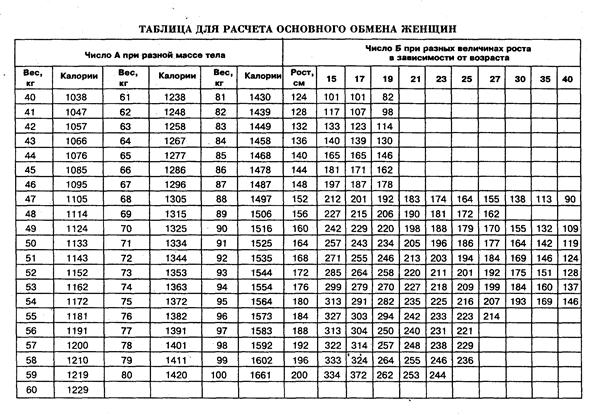 ТАБЛИЦА ДЛЯ РАСЧЕТА ОСНОВНОГО ОБМЕНА ЖЕНЩИН
Число А при разной массе тела Число Б при разных величинах роста
в зависимости от возраста
Вес, кг Калории Вес, кг Калории Вес, кг Калории Рост, см 15 17 19 21 23 25 27 30 35 40
40 1038 61 1238 81 1430 124 101 101 82
41 1047 62 1248 82 1439 128 117 107 98
42 1057 63 1258 83 1449 132 133 123 114
43 1066 64 1267 84 1458 136 140 139 130
44 1076 65 1277 85 1468 140 165 165 146
45 1085 66 1286 86 1478 144 181 171 162
46 1095 67 1296 87 1487 148 197 187 178
47 1105 68 1305 88 1497 152 212 201 192 183 174 164 155 138 113 90
48 1114 69 1315 89 1506 156 227 215 206 190 181 172 162
49 1124 70 1325 90 1516 160 242 229 220 198 188 179 170 155 132 109
50 1133 71 1334 91 1525 164 257 243 234 205 196 186 177 164 142 119
51 1143 72 1344 92 1535 168 271 255 246 213 203 194 184 169 146 124
52 1152 73 1353 93 1544 172 285 264 258 220 211 201 192 175 151 128
53 1162 74 1363 94 1554 176 299 279 270 227 218 209 199 184 160 137
54 1172 75 1372 95 1564 180 313 291 282 235 225 216 207 193 169 146
55 1181 76 1382 96 1573 184 327 303 294 242 233 223 214
56 1191 77 1391 97 1583 188 313 304 250 240 231 221
57 1200 78 1401 98 1592 192 322 314 257 248 238 229
58 1210 79 1411 99 1602 196 333 324 264 255 246 236
59 1219 80 1420 100 1661 200 334 372 262 253 244
60 1229